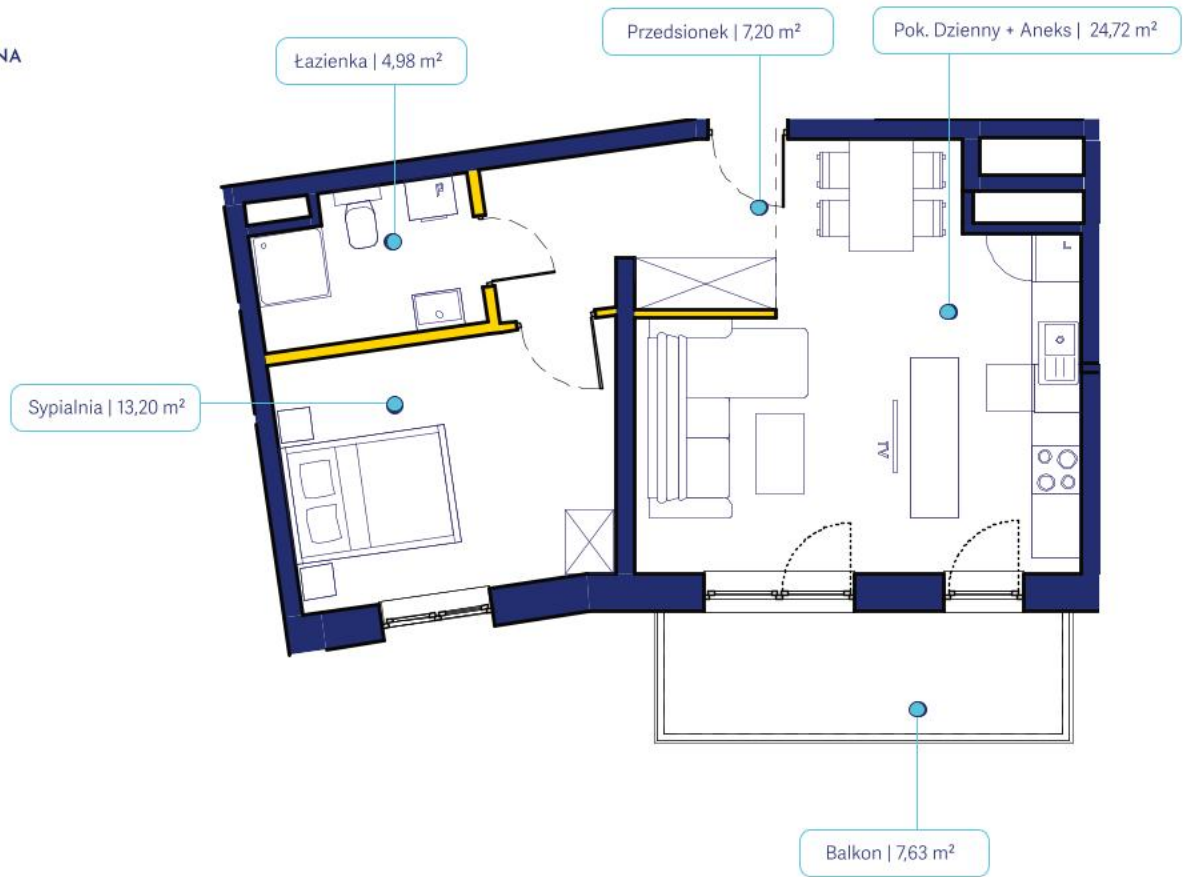 NA
Łazienka | 4,98 m²
Przedsionek | 7,20 m²
Pok. Dzienny + Aneks | 24,72 m²
Sypialnia | 13,20 m²
TV
Balkon | 7,63 m²